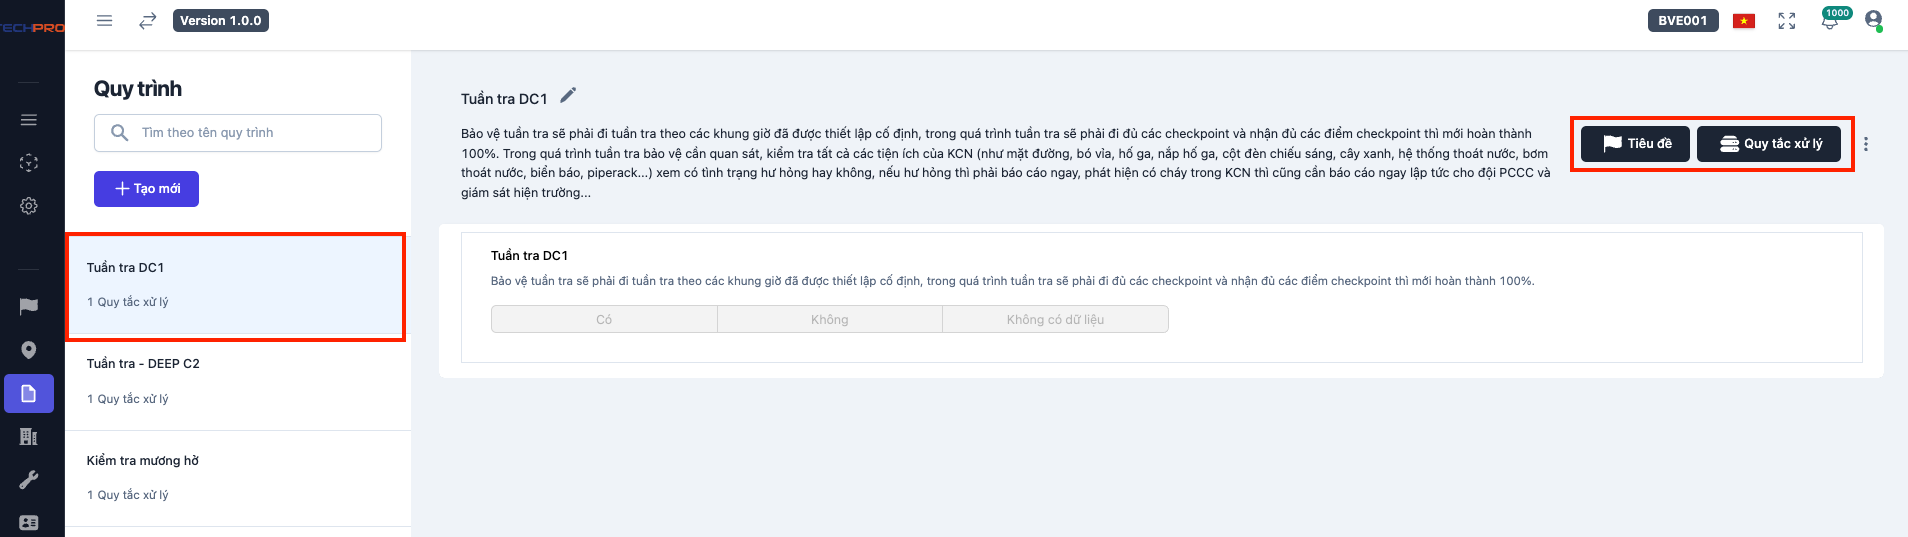 TECHPRO
Version 1.0.0
BVE001
1000
Quy trình
Tìm theo tên quy trình
Tạo mới
Tuần tra DC1
1 Quy tắc xử lý
Tuần tra - DEEP C2
1 Quy tắc xử lý
Kiểm tra mương hở
1 Quy tắc xử lý
Tuần tra DC1
Bảo vệ tuần tra sẽ phải đi tuần tra theo các khung giờ đã được thiết lập cố định, trong quá trình tuần tra sẽ phải đi đủ các checkpoint và nhận đủ các điểm checkpoint thì mới hoàn thành
100%. Trong quá trình tuần tra bảo vệ cần quan sát, kiểm tra tất cả các tiện ích của KCN (như mặt đường, bó vỉa, hố ga, nắp hố ga, cột đèn chiếu sáng, cây xanh, hệ thống thoát nước, bơm
thoát nước, biển báo, piperack...) xem có tình trạng hư hỏng hay không, nếu hư hỏng thì phải báo cáo ngay, phát hiện có cháy trong KCN thì cũng cần báo cáo ngay lập tức cho đội PCCC và
giám sát hiện trường...
Tiêu đề
Quy tắc xử lý
Tuần tra DC1
Bảo vệ tuần tra sẽ phải đi tuần tra theo các khung giờ đã được thiết lập cố định, trong quá trình tuần tra sẽ phải đi đủ các checkpoint và nhận đủ các điểm checkpoint thì mới hoàn thành 100%.
Có
Không
Không có dữ liệu